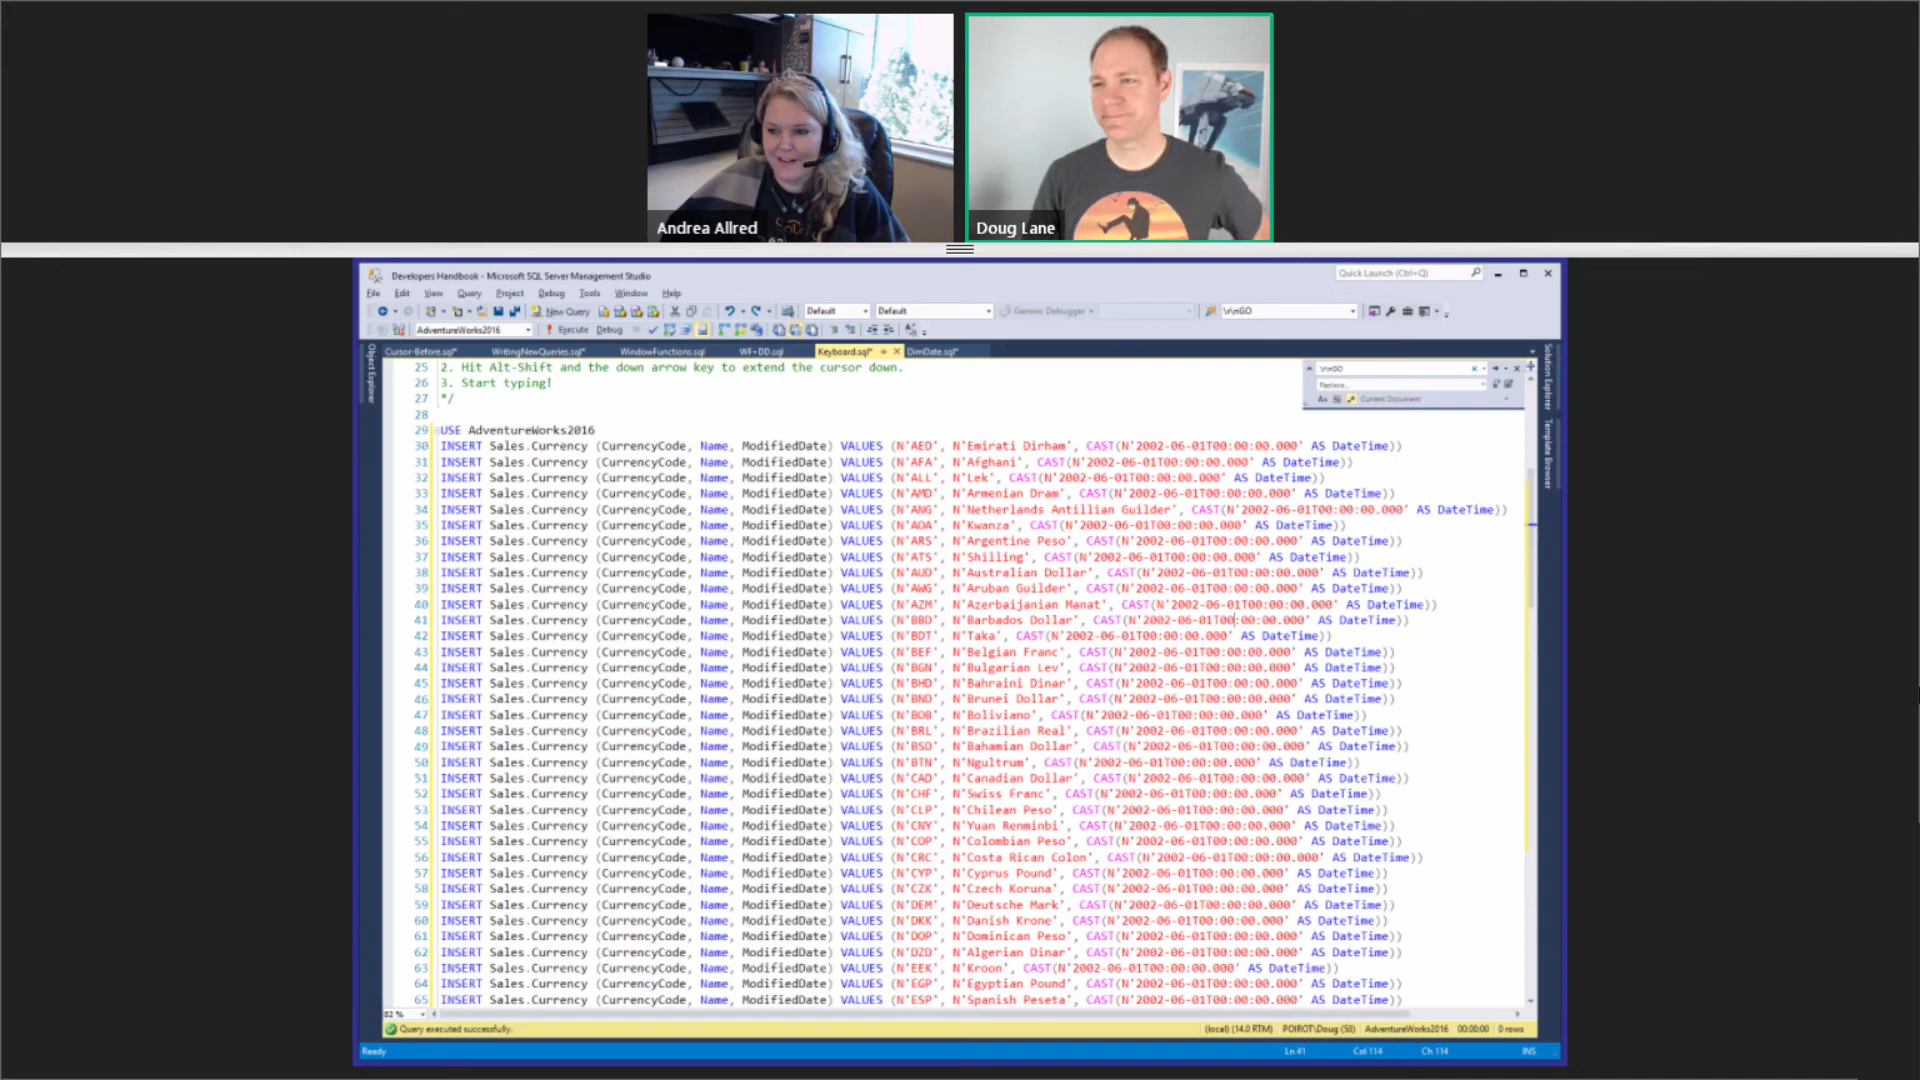 Andrea Allred
Doug Lane
Developers Handbook - Microsoft SQL Server Management Studio
Quick Launch (Ctrl+Q)
File Edit View Query Project Debug Tools Window Help
New Query Default Default Generic Debugger \r\nGO
AdventureWorks2016 Execute Debug
Cursor-Before.sql* WritingNewQueries.sql* WindowFunctions.sql WF+DD.sql Keyboard.sql* DimDate.sql*
Object Explorer
Solution Explorer
Template Browser
\r\nGO
Replace...
Current Document
25 2. Hit Alt-Shift and the down arrow key to extend the cursor down.
26 3. Start typing!
27 */
28
29 USE AdventureWorks2016
30 INSERT Sales.Currency (CurrencyCode, Name, ModifiedDate) VALUES (N'AED', N'Emirati Dirham', CAST(N'2002-06-01T00:00:00.000' AS DateTime))
31 INSERT Sales.Currency (CurrencyCode, Name, ModifiedDate) VALUES (N'AFA', N'Afghani', CAST(N'2002-06-01T00:00:00.000' AS DateTime))
32 INSERT Sales.Currency (CurrencyCode, Name, ModifiedDate) VALUES (N'ALL', N'Lek', CAST(N'2002-06-01T00:00:00.000' AS DateTime))
33 INSERT Sales.Currency (CurrencyCode, Name, ModifiedDate) VALUES (N'AMD', N'Armenian Dram', CAST(N'2002-06-01T00:00:00.000' AS DateTime))
34 INSERT Sales.Currency (CurrencyCode, Name, ModifiedDate) VALUES (N'ANG', N'Netherlands Antillian Guilder', CAST(N'2002-06-01T00:00:00.000' AS DateTime))
35 INSERT Sales.Currency (CurrencyCode, Name, ModifiedDate) VALUES (N'AOA', N'Kwanza', CAST(N'2002-06-01T00:00:00.000' AS DateTime))
36 INSERT Sales.Currency (CurrencyCode, Name, ModifiedDate) VALUES (N'ARS', N'Argentine Peso', CAST(N'2002-06-01T00:00:00.000' AS DateTime))
37 INSERT Sales.Currency (CurrencyCode, Name, ModifiedDate) VALUES (N'ATS', N'Shilling', CAST(N'2002-06-01T00:00:00.000' AS DateTime))
38 INSERT Sales.Currency (CurrencyCode, Name, ModifiedDate) VALUES (N'AUD', N'Australian Dollar', CAST(N'2002-06-01T00:00:00.000' AS DateTime))
39 INSERT Sales.Currency (CurrencyCode, Name, ModifiedDate) VALUES (N'AWG', N'Aruban Guilder', CAST(N'2002-06-01T00:00:00.000' AS DateTime))
40 INSERT Sales.Currency (CurrencyCode, Name, ModifiedDate) VALUES (N'AZM', N'Azerbaijanian Manat', CAST(N'2002-06-01T00:00:00.000' AS DateTime))
41 INSERT Sales.Currency (CurrencyCode, Name, ModifiedDate) VALUES (N'BBD', N'Barbados Dollar', CAST(N'2002-06-01T00:00:00.000' AS DateTime))
42 INSERT Sales.Currency (CurrencyCode, Name, ModifiedDate) VALUES (N'BDT', N'Taka', CAST(N'2002-06-01T00:00:00.000' AS DateTime))
43 INSERT Sales.Currency (CurrencyCode, Name, ModifiedDate) VALUES (N'BEF', N'Belgian Franc', CAST(N'2002-06-01T00:00:00.000' AS DateTime))
44 INSERT Sales.Currency (CurrencyCode, Name, ModifiedDate) VALUES (N'BGN', N'Bulgarian Lev', CAST(N'2002-06-01T00:00:00.000' AS DateTime))
45 INSERT Sales.Currency (CurrencyCode, Name, ModifiedDate) VALUES (N'BHD', N'Bahraini Dinar', CAST(N'2002-06-01T00:00:00.000' AS DateTime))
46 INSERT Sales.Currency (CurrencyCode, Name, ModifiedDate) VALUES (N'BND', N'Brunei Dollar', CAST(N'2002-06-01T00:00:00.000' AS DateTime))
47 INSERT Sales.Currency (CurrencyCode, Name, ModifiedDate) VALUES (N'BOB', N'Boliviano', CAST(N'2002-06-01T00:00:00.000' AS DateTime))
48 INSERT Sales.Currency (CurrencyCode, Name, ModifiedDate) VALUES (N'BRL', N'Brazilian Real', CAST(N'2002-06-01T00:00:00.000' AS DateTime))
49 INSERT Sales.Currency (CurrencyCode, Name, ModifiedDate) VALUES (N'BSD', N'Bahamian Dollar', CAST(N'2002-06-01T00:00:00.000' AS DateTime))
50 INSERT Sales.Currency (CurrencyCode, Name, ModifiedDate) VALUES (N'BTN', N'Ngultrum', CAST(N'2002-06-01T00:00:00.000' AS DateTime))
51 INSERT Sales.Currency (CurrencyCode, Name, ModifiedDate) VALUES (N'CAD', N'Canadian Dollar', CAST(N'2002-06-01T00:00:00.000' AS DateTime))
52 INSERT Sales.Currency (CurrencyCode, Name, ModifiedDate) VALUES (N'CHF', N'Swiss Franc', CAST(N'2002-06-01T00:00:00.000' AS DateTime))
53 INSERT Sales.Currency (CurrencyCode, Name, ModifiedDate) VALUES (N'CLP', N'Chilean Peso', CAST(N'2002-06-01T00:00:00.000' AS DateTime))
54 INSERT Sales.Currency (CurrencyCode, Name, ModifiedDate) VALUES (N'CNY', N'Yuan Renminbi', CAST(N'2002-06-01T00:00:00.000' AS DateTime))
55 INSERT Sales.Currency (CurrencyCode, Name, ModifiedDate) VALUES (N'COP', N'Colombian Peso', CAST(N'2002-06-01T00:00:00.000' AS DateTime))
56 INSERT Sales.Currency (CurrencyCode, Name, ModifiedDate) VALUES (N'CRC', N'Costa Rican Colon', CAST(N'2002-06-01T00:00:00.000' AS DateTime))
57 INSERT Sales.Currency (CurrencyCode, Name, ModifiedDate) VALUES (N'CYP', N'Cyprus Pound', CAST(N'2002-06-01T00:00:00.000' AS DateTime))
58 INSERT Sales.Currency (CurrencyCode, Name, ModifiedDate) VALUES (N'CZK', N'Czech Koruna', CAST(N'2002-06-01T00:00:00.000' AS DateTime))
59 INSERT Sales.Currency (CurrencyCode, Name, ModifiedDate) VALUES (N'DEM', N'Deutsche Mark', CAST(N'2002-06-01T00:00:00.000' AS DateTime))
60 INSERT Sales.Currency (CurrencyCode, Name, ModifiedDate) VALUES (N'DKK', N'Danish Krone', CAST(N'2002-06-01T00:00:00.000' AS DateTime))
61 INSERT Sales.Currency (CurrencyCode, Name, ModifiedDate) VALUES (N'DOP', N'Dominican Peso', CAST(N'2002-06-01T00:00:00.000' AS DateTime))
62 INSERT Sales.Currency (CurrencyCode, Name, ModifiedDate) VALUES (N'DZD', N'Algerian Dinar', CAST(N'2002-06-01T00:00:00.000' AS DateTime))
63 INSERT Sales.Currency (CurrencyCode, Name, ModifiedDate) VALUES (N'EEK', N'Kroon', CAST(N'2002-06-01T00:00:00.000' AS DateTime))
64 INSERT Sales.Currency (CurrencyCode, Name, ModifiedDate) VALUES (N'EGP', N'Egyptian Pound', CAST(N'2002-06-01T00:00:00.000' AS DateTime))
65 INSERT Sales.Currency (CurrencyCode, Name, ModifiedDate) VALUES (N'ESP', N'Spanish Peseta', CAST(N'2002-06-01T00:00:00.000' AS DateTime))
82 %
Query executed successfully. (local) (14.0 RTM) POIROT\Doug (58) AdventureWorks2016 00:00:00 0 rows
Ready Ln 41 Col 114 Ch 114 INS